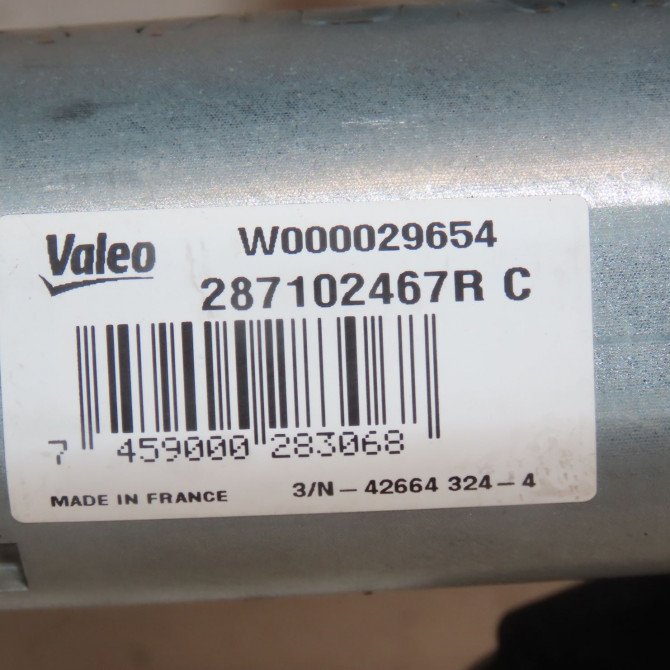 Valeo
W000029654
287102467R C
7 459000 283068
MADE IN FRANCE
3/N - 42664 324 - 4